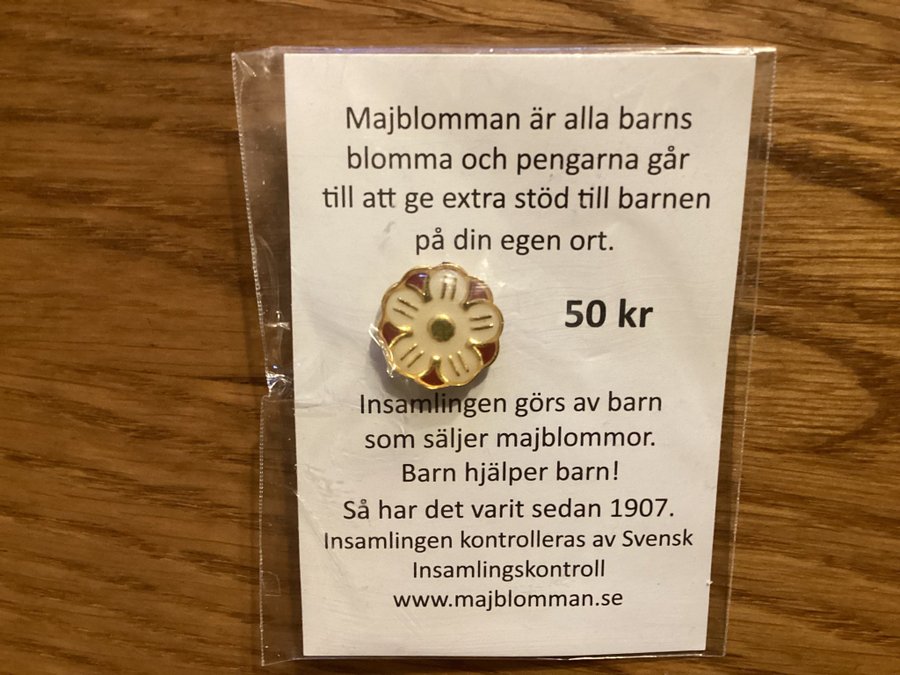 Majblomman är alla barns
blomma och pengarna går
till att ge extra stöd till barnen
på din egen ort.
50 kr
Insamlingen görs av barn
som säljer majblommor.
Barn hjälper barn!
Så har det varit sedan 1907.
Insamlingen kontrolleras av Svensk
Insamlingskontroll
www.majblomman.se